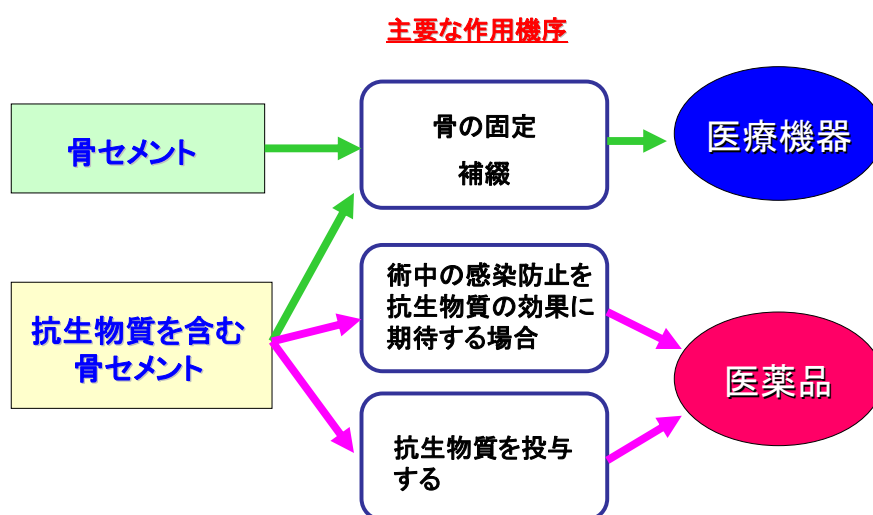 主要な作用機序
骨セメント
骨の固定
補綴
医療機器
抗生物質を含む
骨セメント
術中の感染防止を
抗生物質の効果に
期待する場合
医薬品
抗生物質を投与
する